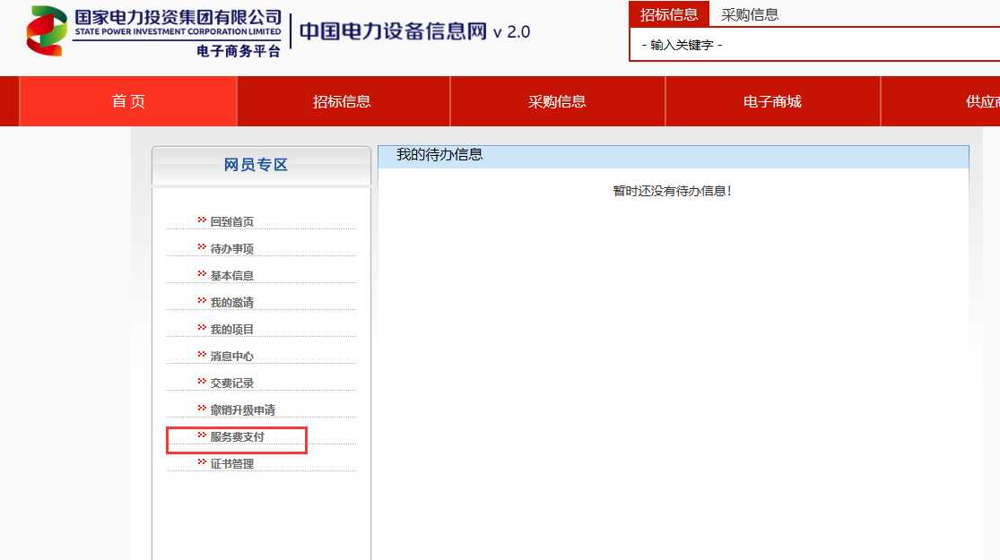 国家电力投资集团有限公司
STATE POWER INVESTMENT CORPORATION LIMITED
电子商务平台
中国电力设备信息网 v 2.0
招标信息 采购信息
- 输入关键字 -
首 页 招标信息 采购信息 电子商城 供应商
网员专区
回到首页
待办事项
基本信息
我的邀请
我的项目
消息中心
交费记录
撤销升级申请
服务费支付
证书管理
我的待办信息
暂时还没有待办信息！